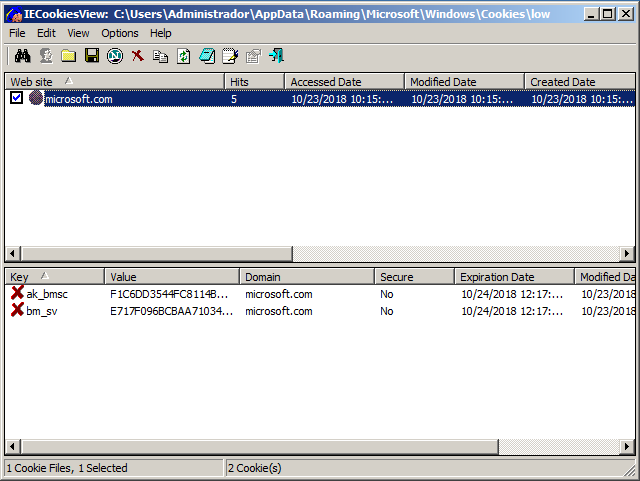 IECookiesView: C:\Users\Administrador\AppData\Roaming\Microsoft\Windows\Cookies\low
File Edit View Options Help
Web site Hits Accessed Date Modified Date Created Date
microsoft.com 5 10/23/2018 10:15:... 10/23/2018 10:15:... 10/23/2018 10:15:...
Key Value Domain Secure Expiration Date Modified Da
ak_bmsc F1C6DD3544FC8114B... microsoft.com No 10/24/2018 12:17:... 10/23/2018
bm_sv E717F096BCBAA71034... microsoft.com No 10/24/2018 12:17:... 10/23/2018
1 Cookie Files, 1 Selected 2 Cookie(s)